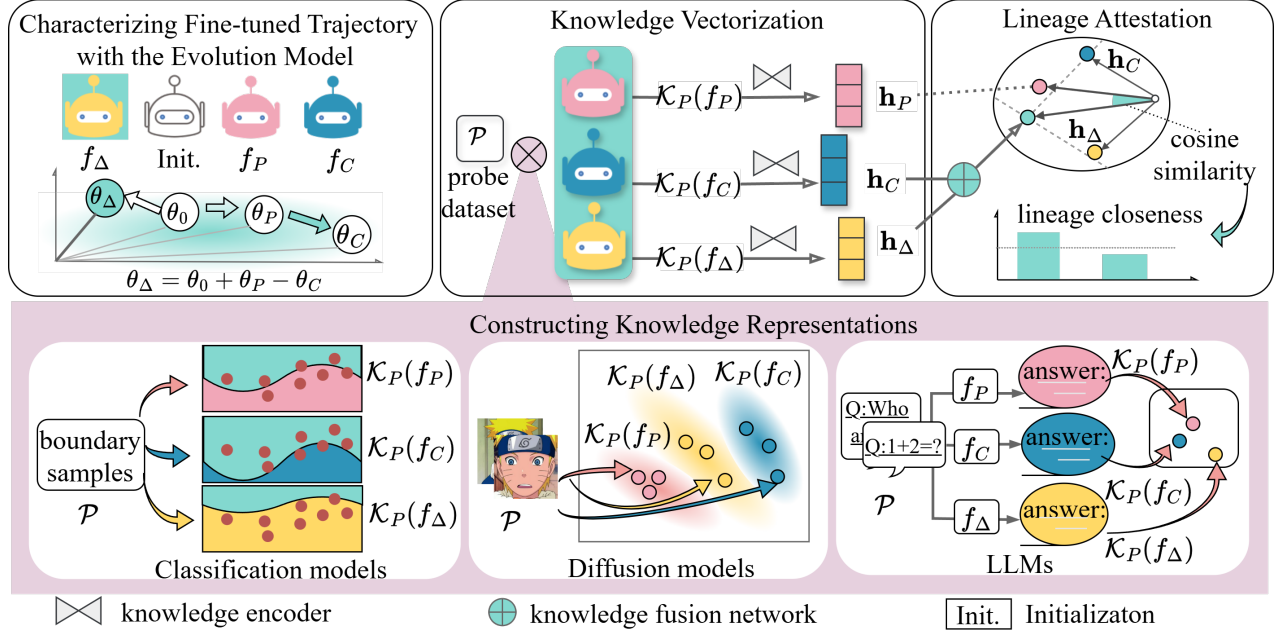 Characterizing Fine-tuned Trajectory
with the Evolution Model
f_Δ
Init.
f_P
f_C
θ_Δ
θ_0
θ_P
θ_C
θ_Δ = θ_0 + θ_P − θ_C
Knowledge Vectorization
𝒫
probe
dataset
𝒦_P(f_P)
𝒦_P(f_C)
𝒦_P(f_Δ)
h_P
h_C
h_Δ
Lineage Attestation
h_C
h_Δ
cosine
similarity
lineage closeness
Constructing Knowledge Representations
boundary
samples
𝒫
𝒦_P(f_P)
𝒦_P(f_C)
𝒦_P(f_Δ)
Classification models
𝒦_P(f_Δ)
𝒦_P(f_C)
𝒦_P(f_P)
𝒫
Diffusion models
Q:Who
Q:1+2=?
𝒫
f_P
f_C
f_Δ
answer:
answer:
answer:
𝒦_P(f_P)
𝒦_P(f_C)
𝒦_P(f_Δ)
LLMs
knowledge encoder
knowledge fusion network
Init.
Initializaton